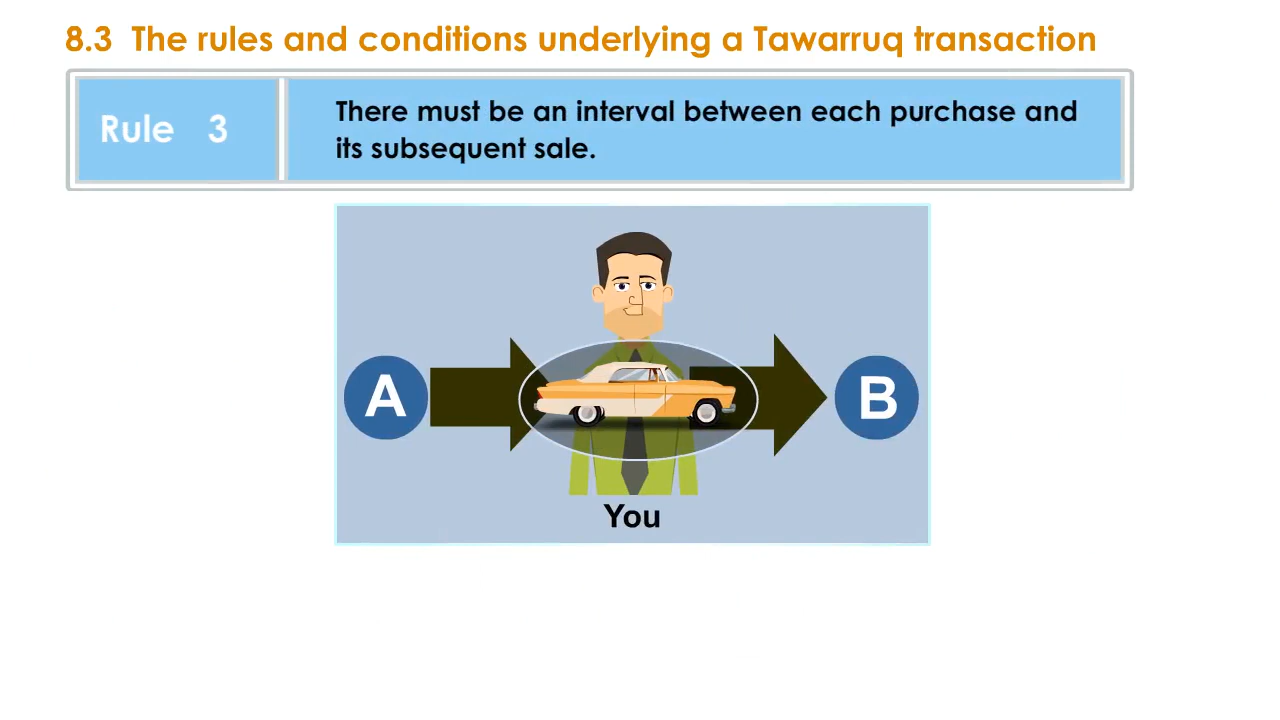 8.3 The rules and conditions underlying a Tawarruq transaction
Rule 3
There must be an interval between each purchase and
its subsequent sale.
A
B
You